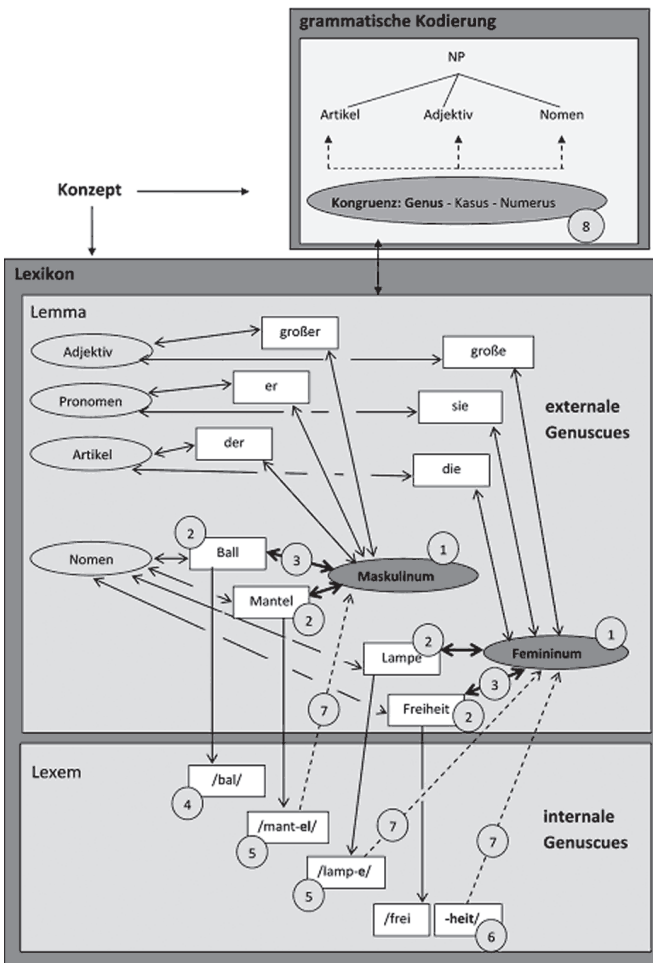 grammatische Kodierung
NP
Artikel Adjektiv Nomen
Kongruenz: Genus - Kasus - Numerus
8
Konzept
Lexikon
Lemma
großer
Adjektiv
große
er
Pronomen
sie
externale
Genuscues
der
Artikel
die
2
Ball
3
1
Nomen
Maskulinum
Mantel
2
2
1
Lampe
Femininum
3
Freiheit
2
7
Lexem
/bal/
4
internale
Genuscues
/mant-el/
7
5
7
/lamp-e/
5
/frei -heit/
6